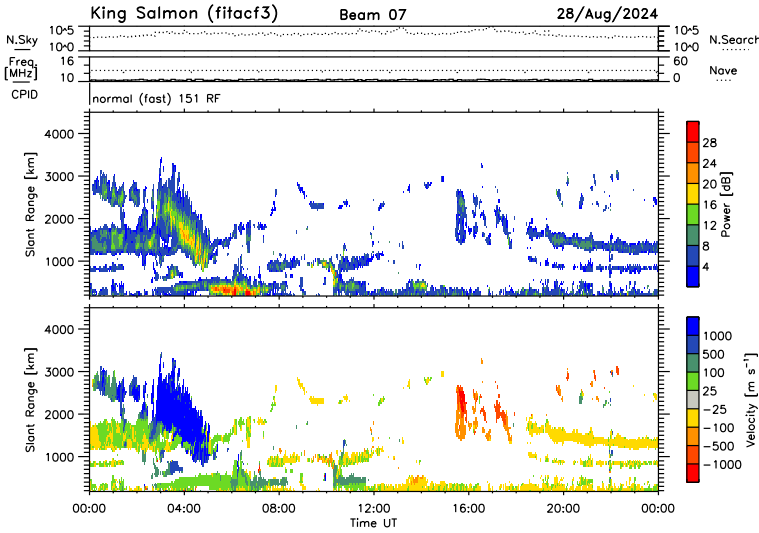 King Salmon (fitacf3) Beam 07 28/Aug/2024
N.Sky 10^5 10^0 10^5 10^0 N.Search
Freq. [MHz] 16 10 60 0 Nave
CPID normal (fast) 151 RF
Slant Range [km] 4000 3000 2000 1000
28 24 20 16 12 8 4 Power [dB]
Slant Range [km] 4000 3000 2000 1000
1000 500 100 25 −25 −100 −500 −1000 Velocity [m s⁻¹]
00:00 04:00 08:00 12:00 16:00 20:00 00:00
Time UT